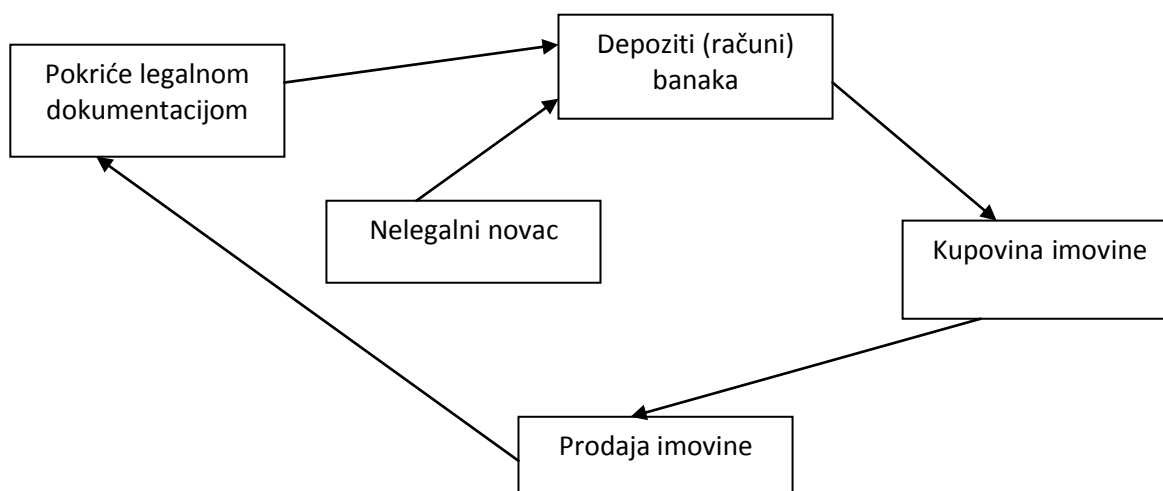 Pokriće legalnom
dokumentacijom
Depoziti (računi)
banaka
Nelegalni novac
Kupovina imovine
Prodaja imovine